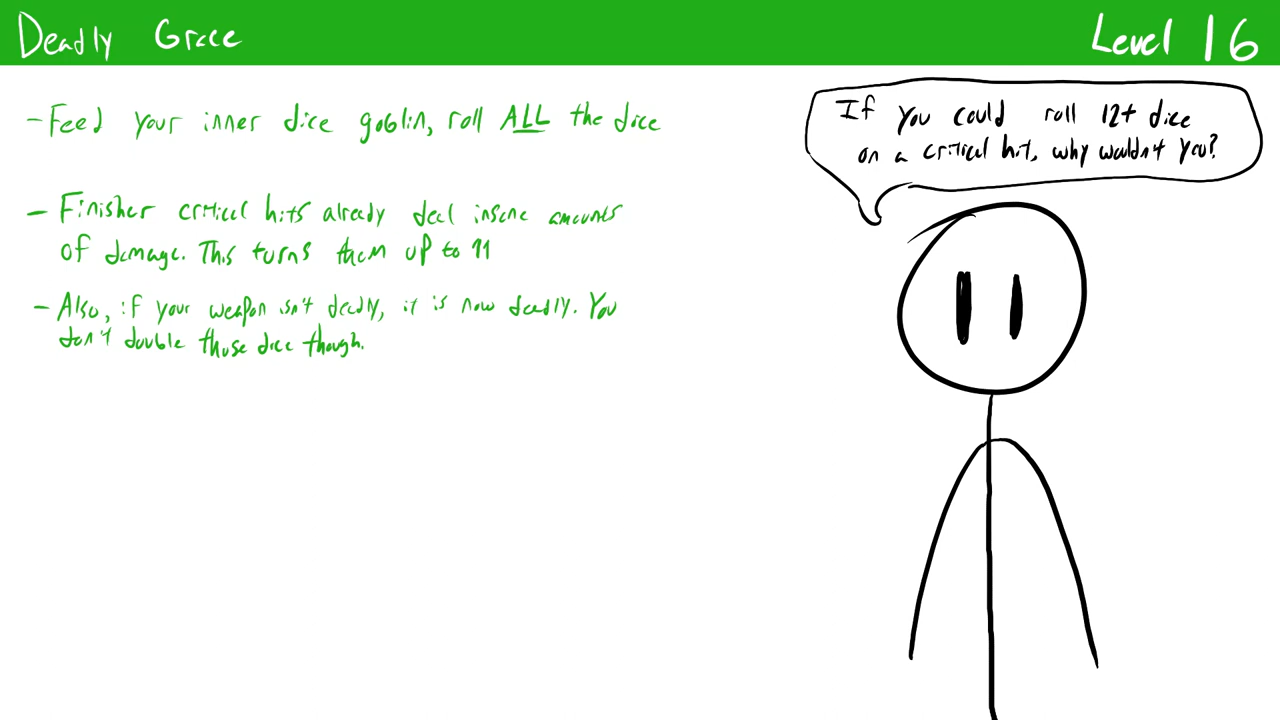 Deadly Grace
Level 16
- Feed your inner dice goblin, roll ALL the dice
- Finisher critical hits already deal insane amounts
of damage. This turns them up to 11
- Also, if your weapon isn't deadly, it is now deadly. You
don't double those dice though.
If you could roll 12+ dice
on a critical hit, why wouldn't you?